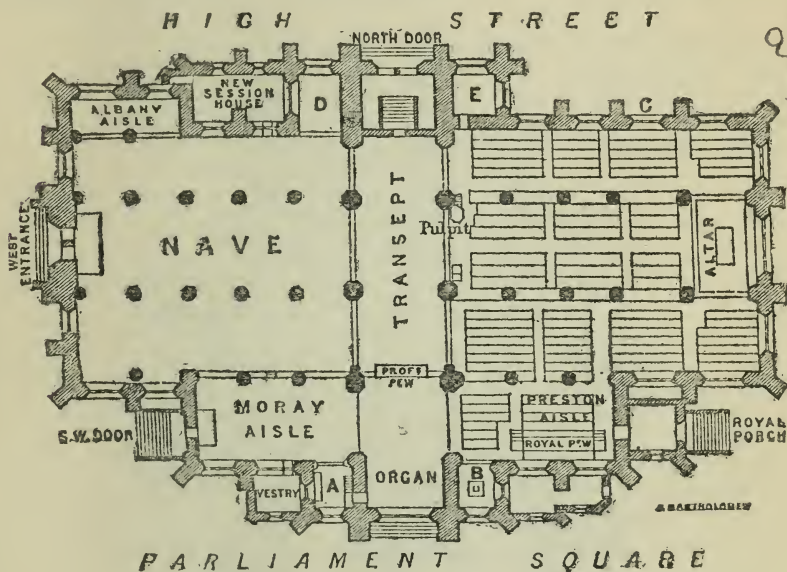 HIGH STREET
NORTH DOOR
NEW
SESSION
HOUSE
D
E
C
ALBANY
AISLE
WEST
ENTRANCE
NAVE
TRANSEPT
Pulpit
ALTAR
PROFS
PEW
MORAY
AISLE
PRESTON
AISLE
ROYAL PEW
S.W. DOOR
ROYAL
PORCH
VESTRY
A
ORGAN
B
J. BARTHOLOMEW
PARLIAMENT SQUARE